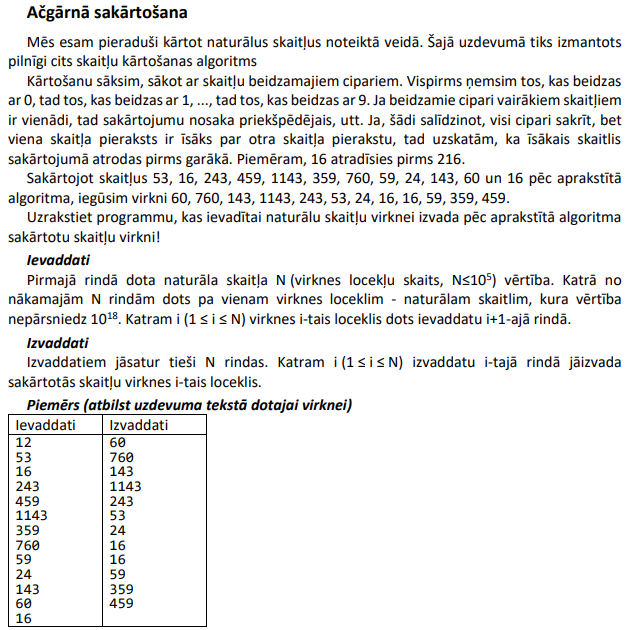 Ačgārnā sakārtošana
Mēs esam pieraduši kārtot naturālus skaitļus noteiktā veidā. Šajā uzdevumā tiks izmantots
pilnīgi cits skaitļu kārtošanas algoritms
Kārtošanu sāksim, sākot ar skaitļu beidzamajiem cipariem. Vispirms ņemsim tos, kas beidzas
ar 0, tad tos, kas beidzas ar 1, ..., tad tos, kas beidzas ar 9. Ja beidzamie cipari vairākiem skaitļiem
ir vienādi, tad sakārtojumu nosaka priekšpēdējais, utt. Ja, šādi salīdzinot, visi cipari sakrīt, bet
viena skaitļa pieraksts ir īsāks par otra skaitļa pierakstu, tad uzskatām, ka īsākais skaitlis
sakārtojumā atrodas pirms garākā. Piemēram, 16 atradīsies pirms 216.
Sakārtojot skaitļus 53, 16, 243, 459, 1143, 359, 760, 59, 24, 143, 60 un 16 pēc aprakstītā
algoritma, iegūsim virkni 60, 760, 143, 1143, 243, 53, 24, 16, 16, 59, 359, 459.
Uzrakstiet programmu, kas ievadītai naturālu skaitļu virknei izvada pēc aprakstītā algoritma
sakārtotu skaitļu virkni!
Ievaddati
Pirmajā rindā dota naturāla skaitļa N (virknes locekļu skaits, N≤10⁵) vērtība. Katrā no
nākamajām N rindām dots pa vienam virknes loceklim - naturālam skaitlim, kura vērtība
nepārsniedz 10¹⁸. Katram i (1 ≤ i ≤ N) virknes i-tais loceklis dots ievaddatu i+1-ajā rindā.
Izvaddati
Izvaddatiem jāsatur tieši N rindas. Katram i (1 ≤ i ≤ N) izvaddatu i-tajā rindā jāizvada
sakārtotās skaitļu virknes i-tais loceklis.
Piemērs (atbilst uzdevuma tekstā dotajai virknei)
Ievaddati Izvaddati
12 60
53 760
16 143
243 1143
459 243
1143 53
359 24
760 16
59 16
24 59
143 359
60 459
16